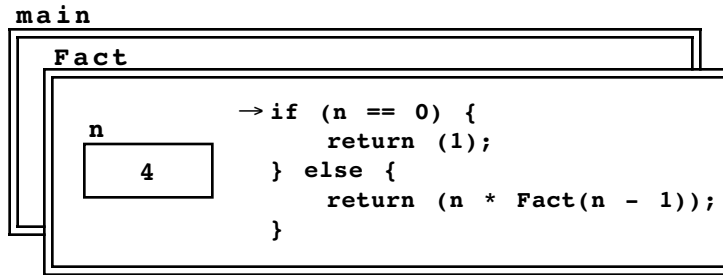 main
Fact
n
4
→ if (n == 0) {
return (1);
} else {
return (n * Fact(n - 1));
}